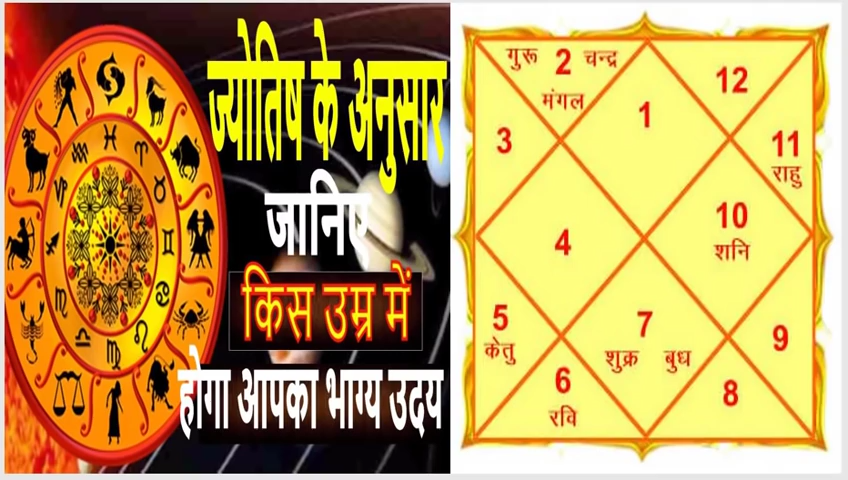 ज्योतिष के अनुसार
जानिए
किस उम्र में
होगा आपका भाग्य उदय
गुरू 2 चन्द्र
मंगल
12
1
3
11
राहु
10
शनि
4
5
केतु
7
शुक्र बुध
9
6
रवि
8